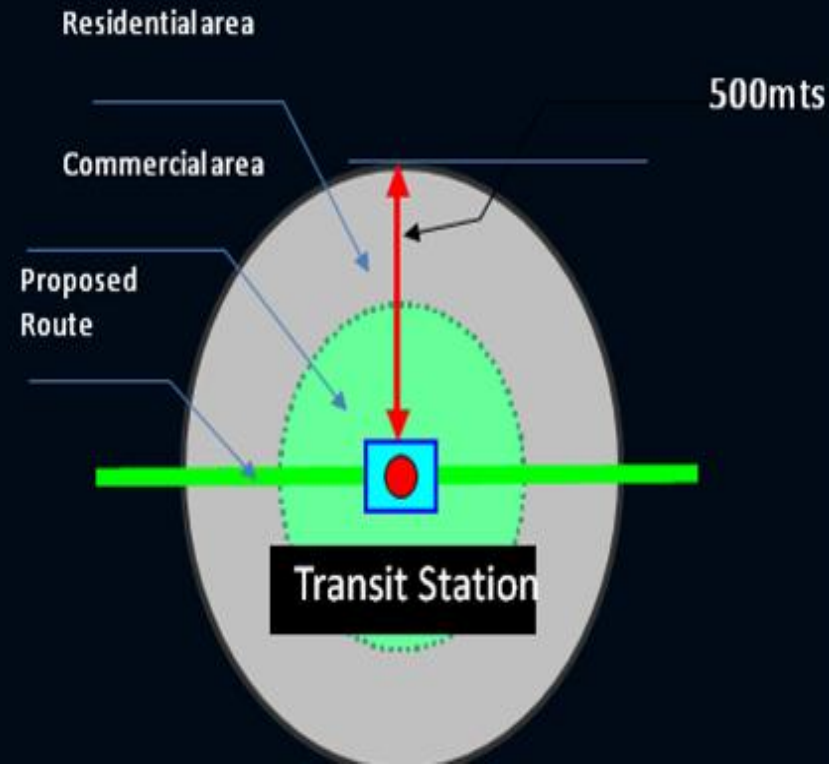 Residential area
500mts
Commercial area
Proposed
Route
Transit Station